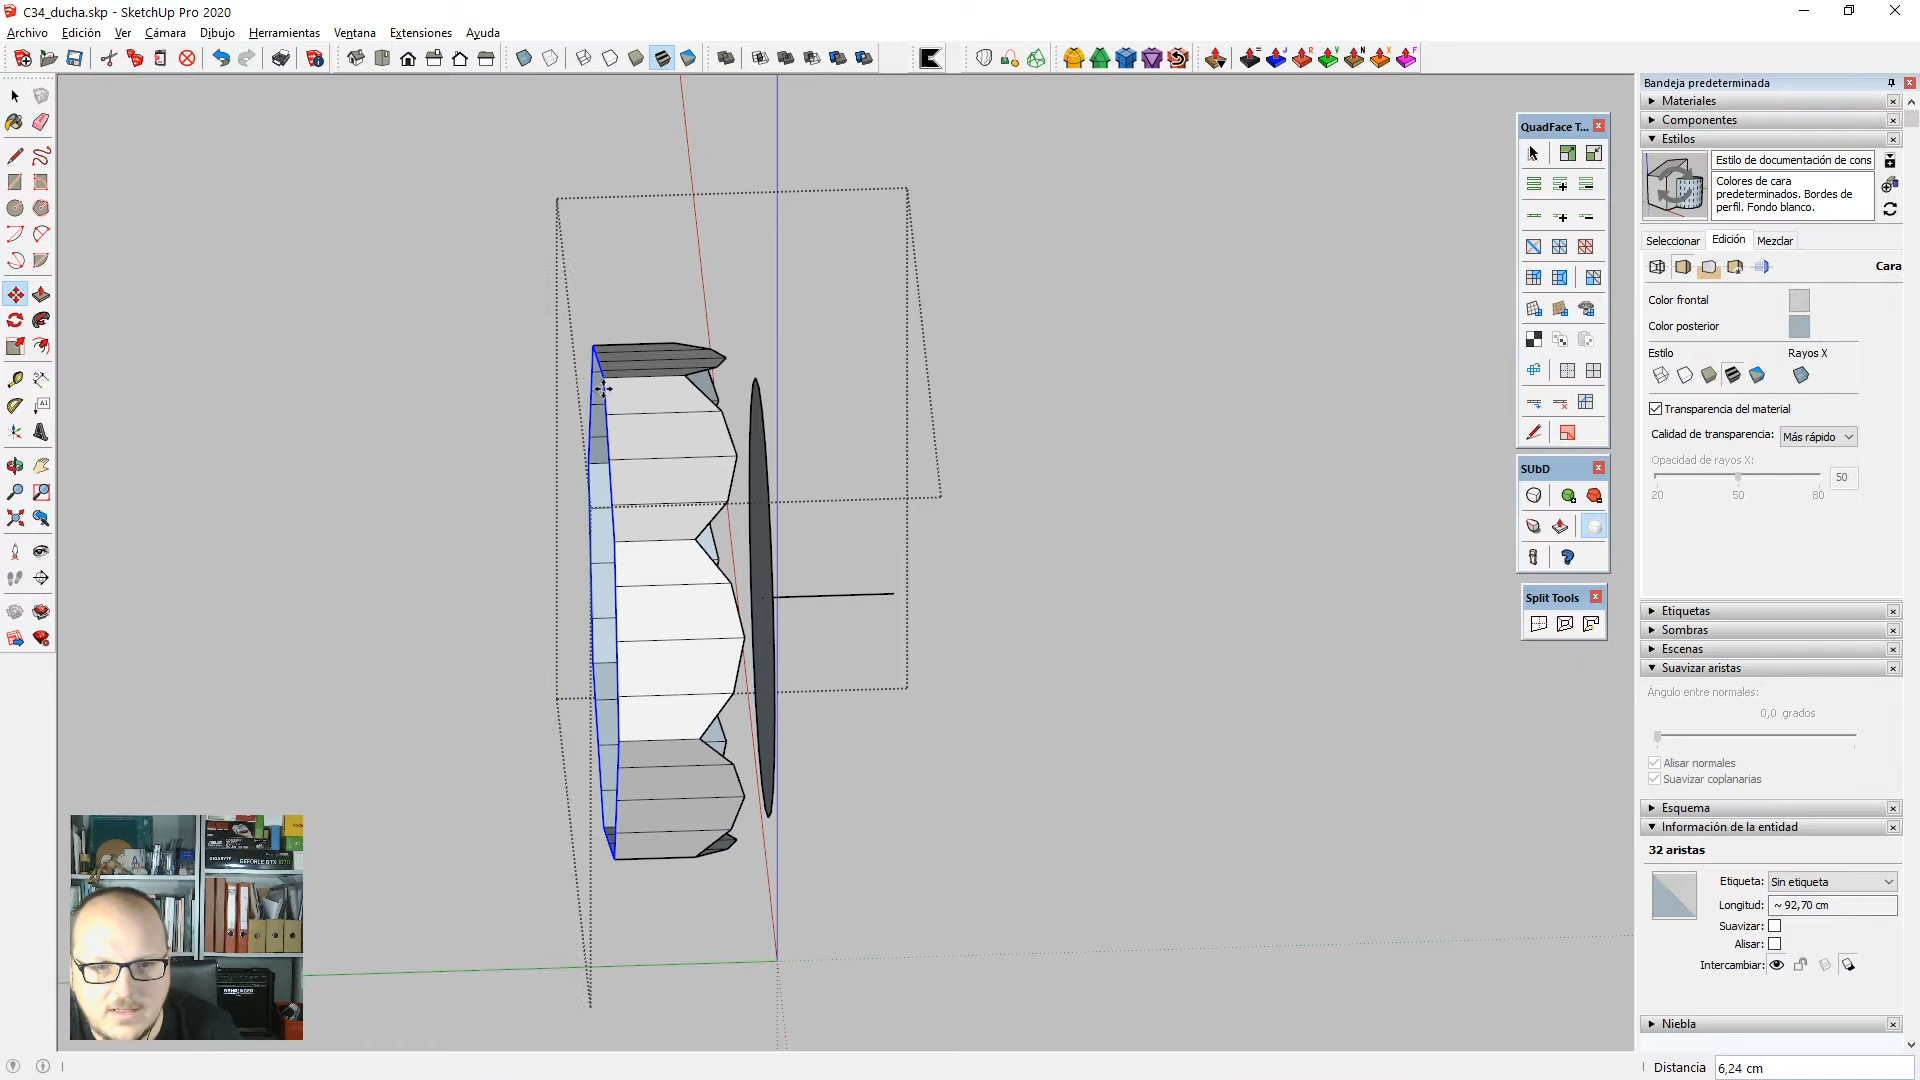 C34_ducha.skp - SketchUp Pro 2020
Archivo Edición Ver Cámara Dibujo Herramientas Ventana Extensiones Ayuda
Bandeja predeterminada
Materiales
Componentes
Estilos
Estilo de documentación de cons
Colores de cara
predeterminados. Bordes de
perfil. Fondo blanco.
Seleccionar Edición Mezclar
Cara
Color frontal
Color posterior
Estilo Rayos X
Transparencia del material
Calidad de transparencia: Más rápido
Opacidad de rayos X:
50
20 50 80
Etiquetas
Sombras
Escenas
Suavizar aristas
Ángulo entre normales:
0,0 grados
Alisar normales
Suavizar coplanarias
Esquema
Información de la entidad
32 aristas
Etiqueta: Sin etiqueta
Longitud: ~ 92,70 cm
Suavizar:
Alisar:
Intercambiar:
Niebla
Distancia 6,24 cm
QuadFace T...
SUbD
Split Tools
A1
GEFORCE GTX 1070
BEHRINGER